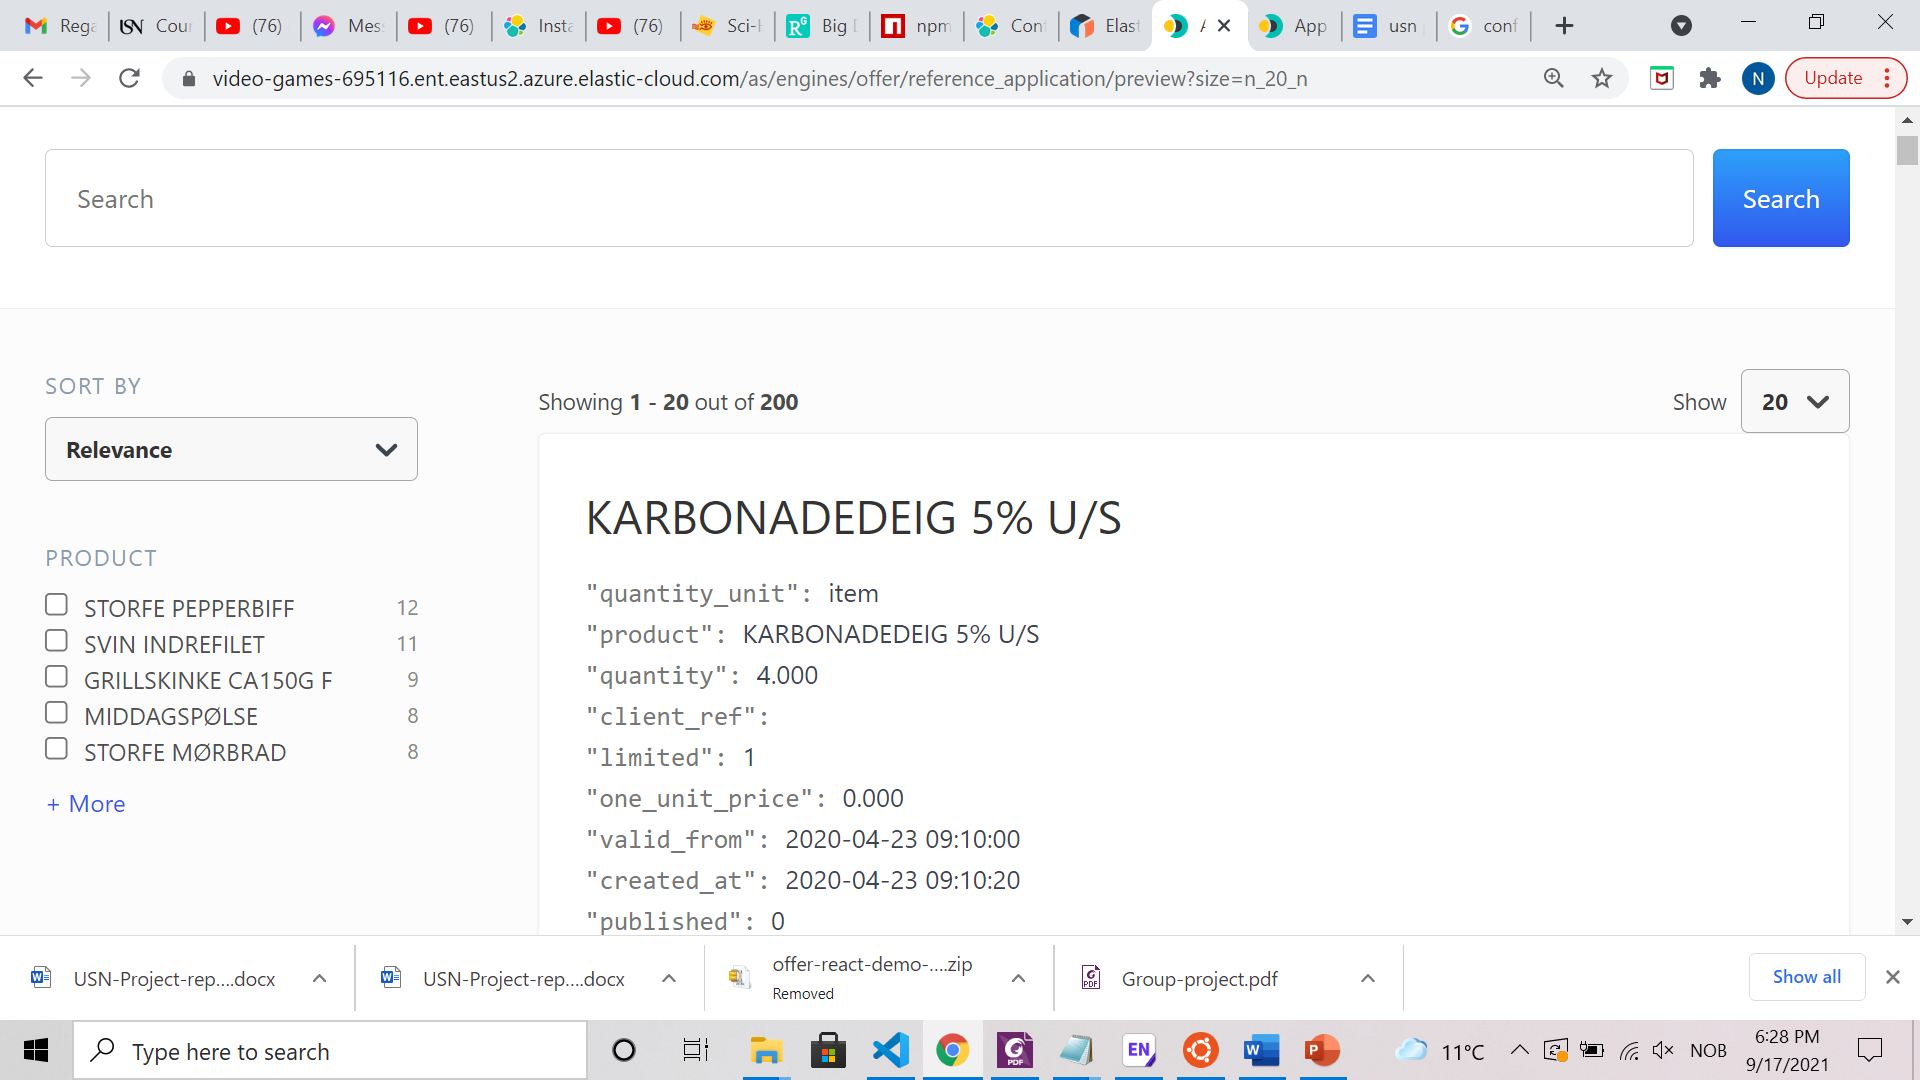 Rega
USN Cour
(76)
Mes
(76)
Insta
(76)
Sci-H
Big D
npm
Con
Elast
A
App
usn
conf
video-games-695116.ent.eastus2.azure.elastic-cloud.com/as/engines/offer/reference_application/preview?size=n_20_n
N
Update
Search
Search
SORT BY
Relevance
Showing 1 - 20 out of 200
Show 20
PRODUCT
STORFE PEPPERBIFF 12
SVIN INDREFILET 11
GRILLSKINKE CA150G F 9
MIDDAGSPØLSE 8
STORFE MØRBRAD 8
+ More
KARBONADEDEIG 5% U/S
"quantity_unit": item
"product": KARBONADEDEIG 5% U/S
"quantity": 4.000
"client_ref":
"limited": 1
"one_unit_price": 0.000
"valid_from": 2020-04-23 09:10:00
"created_at": 2020-04-23 09:10:20
"published": 0
USN-Project-rep....docx
USN-Project-rep....docx
offer-react-demo-....zip
Removed
Group-project.pdf
Show all
Type here to search
EN
11°C
NOB
6:28 PM
9/17/2021